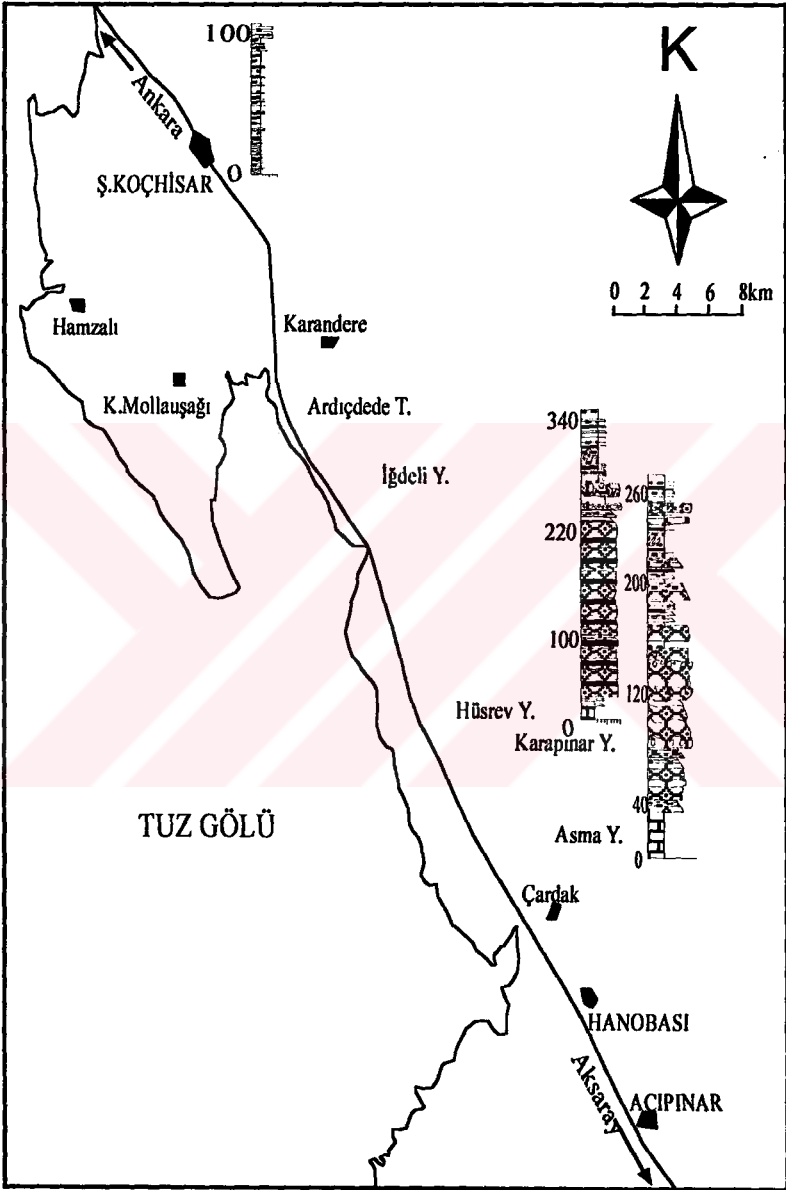 100
K
Ankara
0
Ş.KOÇHİSAR
0 2 4 6 8km
Hamzalı
Karandere
K.Mollauşağı
Ardıçdede T.
340
İğdeli Y.
260
220
200
100
120
Hüsrev Y.
0
Karapınar Y.
40
TUZ GÖLÜ
Asma Y.
0
Çardak
HANOBASI
Aksaray
ACIPINAR